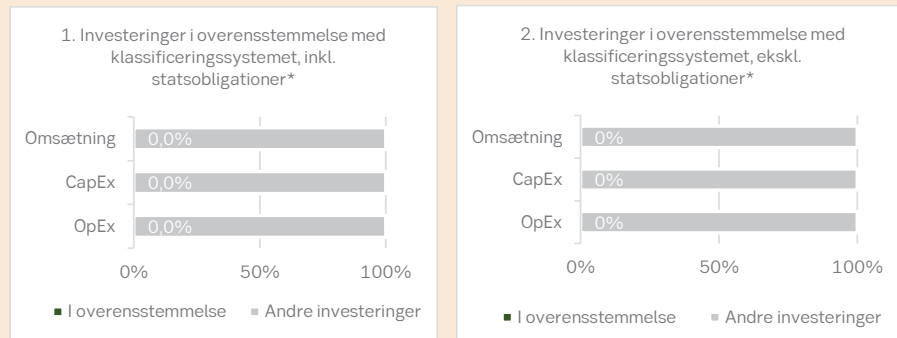 1. Investeringer i overensstemmelse med
klassificeringssystemet, inkl.
statsobligationer*
Omsætning 0,0%
CapEx 0,0%
OpEx 0,0%
0% 50% 100%
I overensstemmelse Andre investeringer
2. Investeringer i overensstemmelse med
klassificeringssystemet, ekskl.
statsobligationer*
Omsætning 0%
CapEx 0%
OpEx 0%
0% 50% 100%
I overensstemmelse Andre investeringer